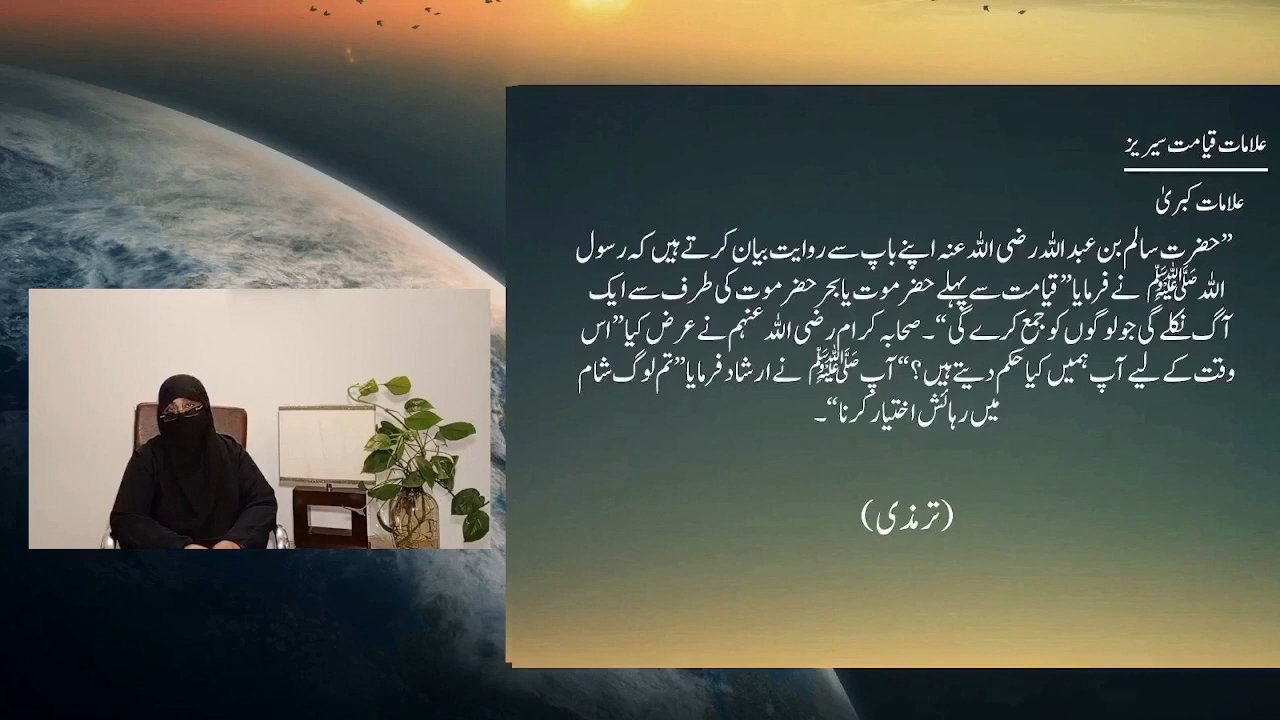 علامات قیامت سیریز
علامات کبریٰ
”حضرت سالم بن عبداللہ رضی اللہ عنہ اپنے باپ سے روایت بیان کرتے ہیں کہ رسول
اللہ ﷺ نے فرمایا”قیامت سے پہلے حضر موت یا بحر حضر موت کی طرف سے ایک
آگ نکلے گی جو لوگوں کو جمع کرے گی“۔ صحابہ کرام رضی اللہ عنہم نے عرض کیا”اس
وقت کے لیے آپ ہمیں کیا حکم دیتے ہیں؟“ آپ ﷺ نے ارشاد فرمایا”تم لوگ شام
میں رہائش اختیار کرنا“۔
(ترمذی)